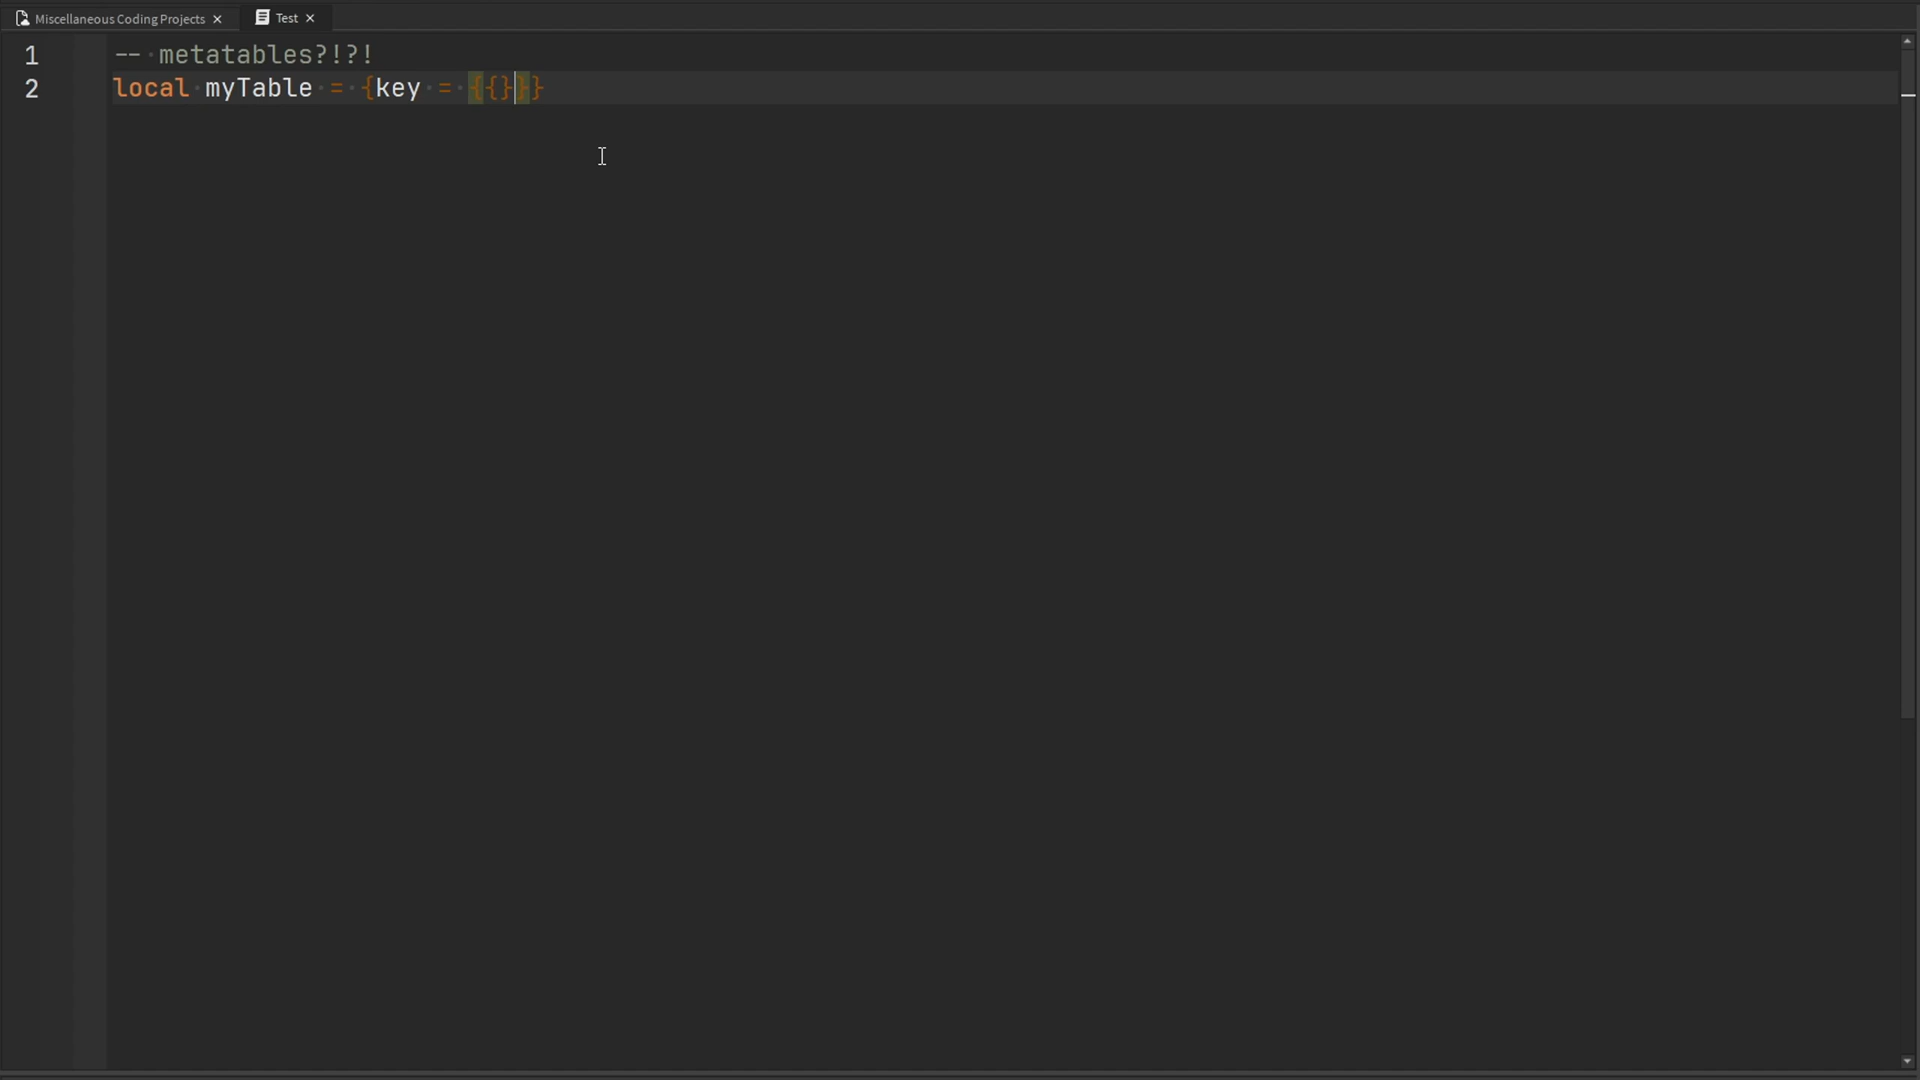 Miscellaneous Coding Projects Test
1 -- metatables?!?!
2 local myTable = {key = {{}}}